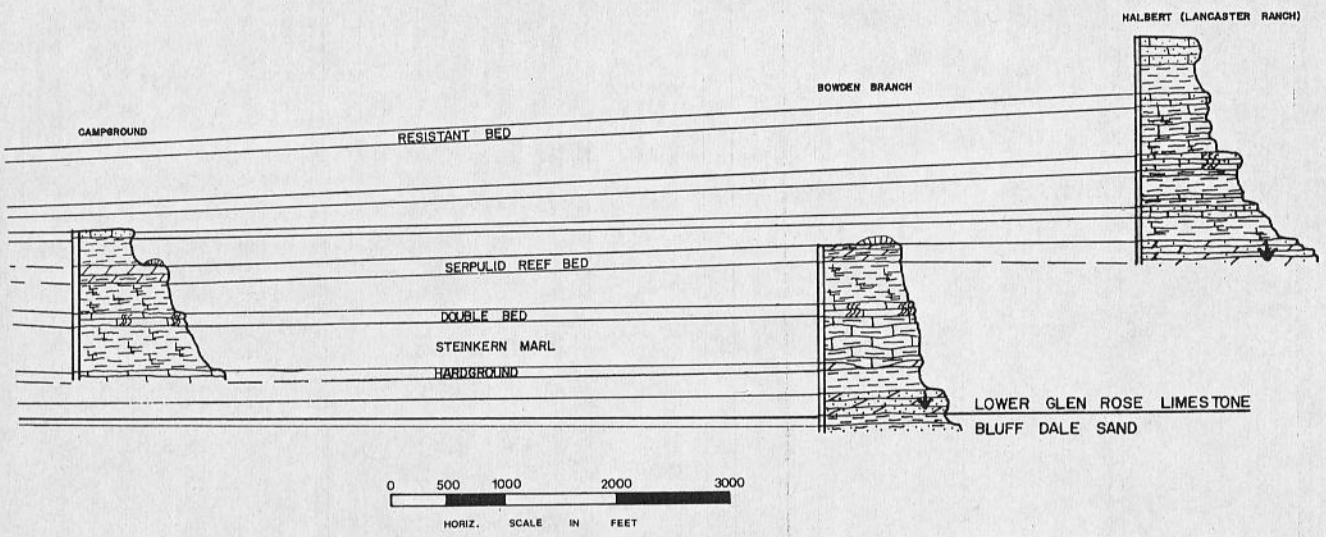 HALBERT (LANCASTER RANCH)
BOWDEN BRANCH
CAMPGROUND
RESISTANT BED
SERPULID REEF BED
DOUBLE BED
STEINKERN MARL
HARDGROUND
LOWER GLEN ROSE LIMESTONE
BLUFF DALE SAND
0 500 1000 2000 3000
HORIZ. SCALE IN FEET